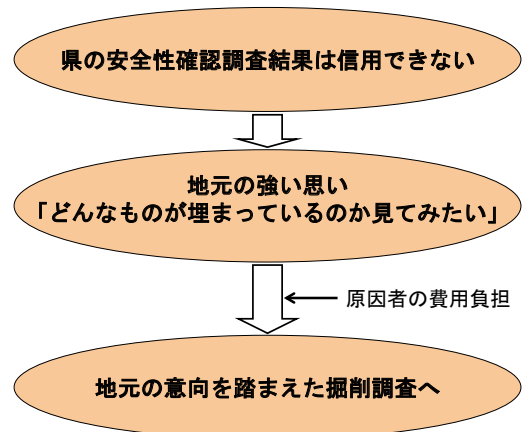 県の安全性確認調査結果は信用できない
地元の強い思い
「どんなものが埋まっているのか見てみたい」
原因者の費用負担
地元の意向を踏まえた掘削調査へ